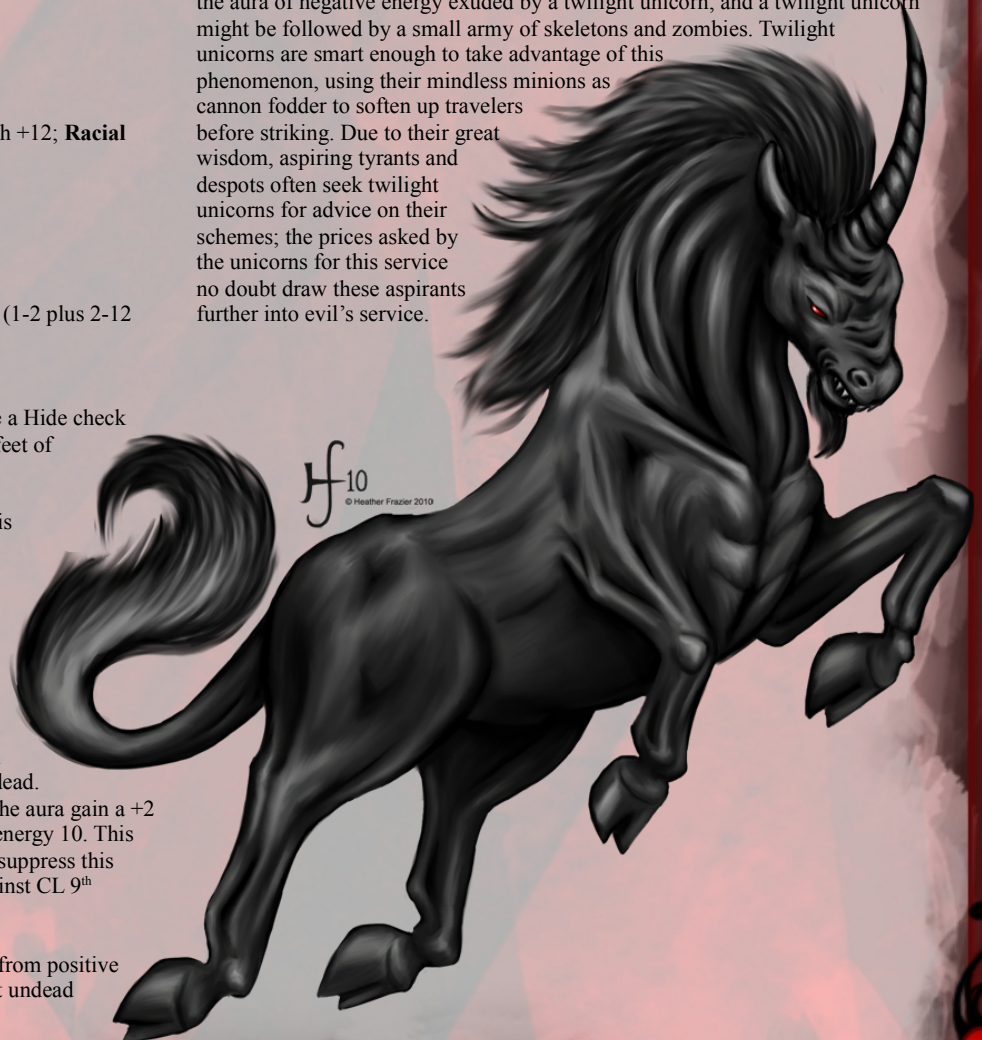 h +12; Racial
(1-2 plus 2-12
a Hide check
feet of
is
lead.
he aura gain a +2
energy 10. This
suppress this
inst CL 9th
from positive
t undead
the aura of negative energy exuded by a twilight unicorn, and a twilight unicorn
might be followed by a small army of skeletons and zombies. Twilight
unicorns are smart enough to take advantage of this
phenomenon, using their mindless minions as
cannon fodder to soften up travelers
before striking. Due to their great
wisdom, aspiring tyrants and
despots often seek twilight
unicorns for advice on their
schemes; the prices asked by
the unicorns for this service
no doubt draw these aspirants
further into evil’s service.
HF 10
© Heather Frazier 2010